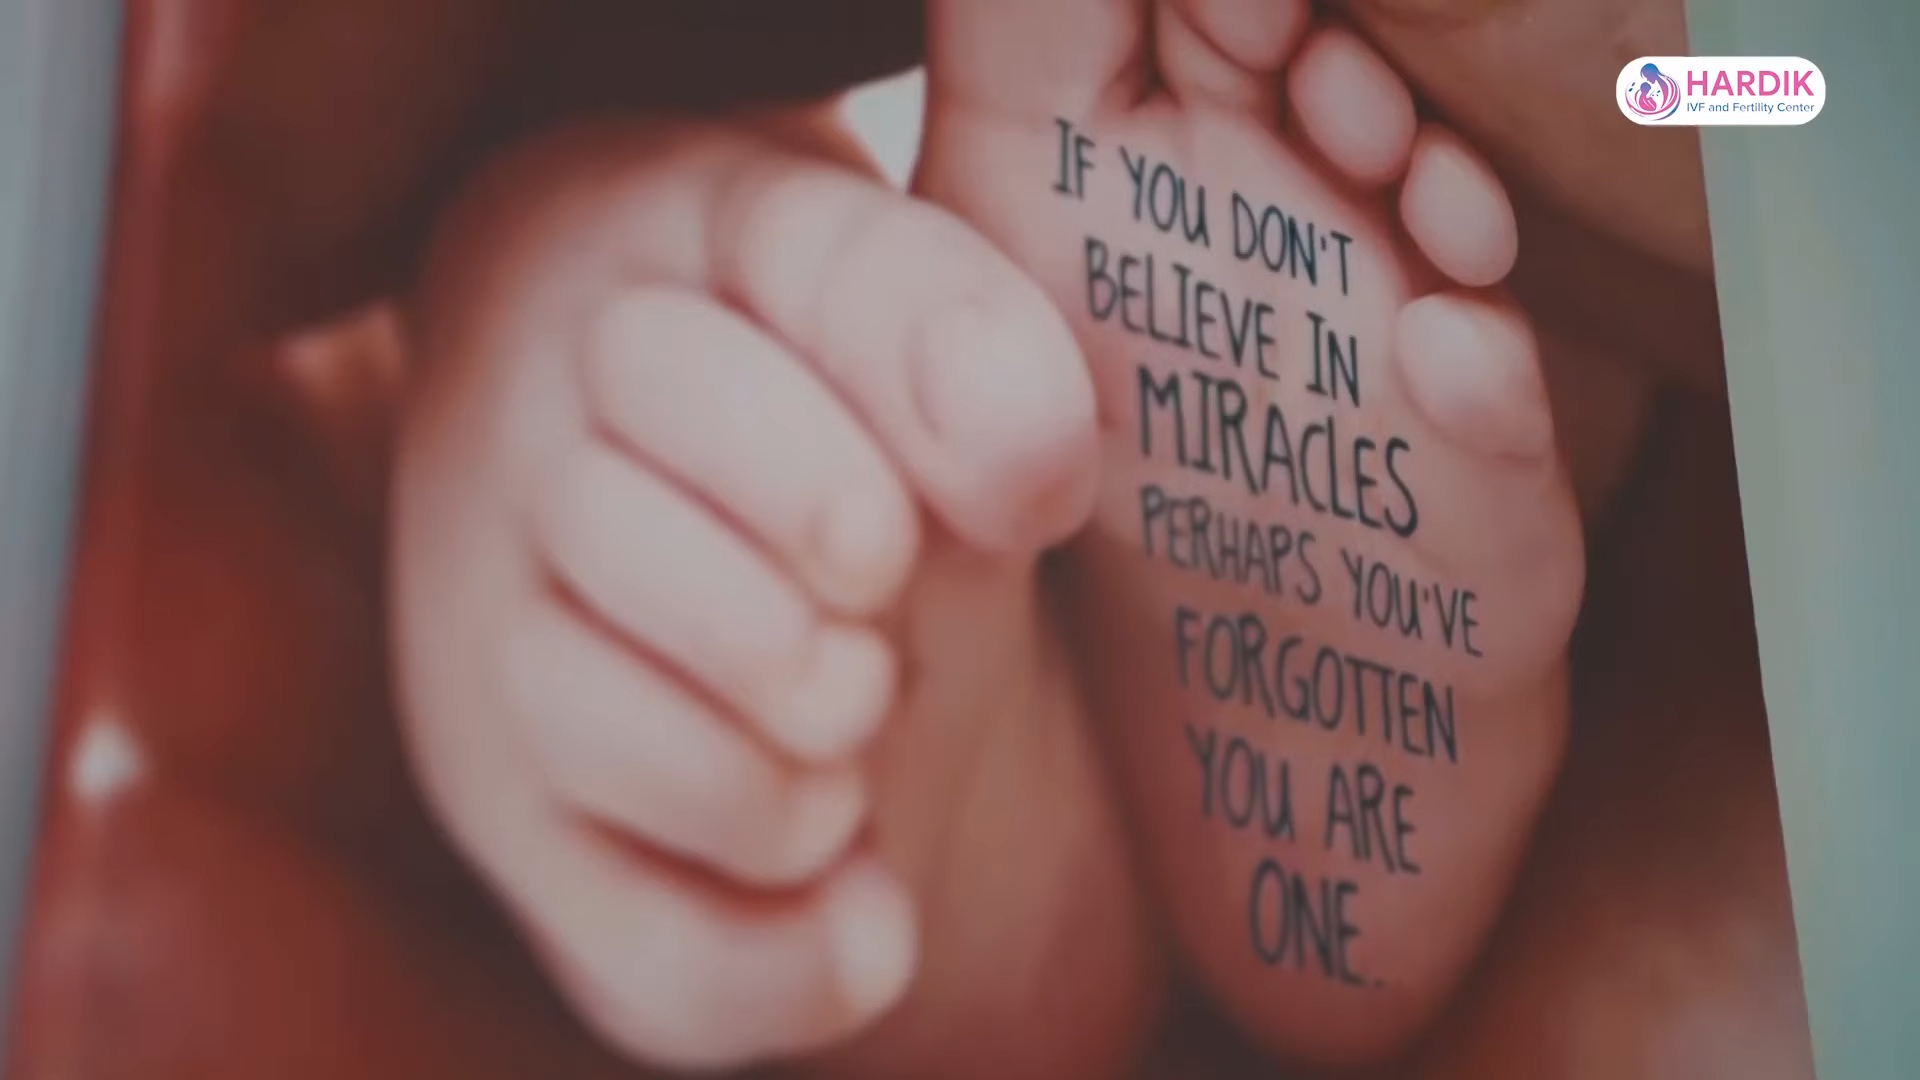 HARDIK
IVF and Fertility Center
IF YOU DON'T
BELIEVE IN
MIRACLES
PERHAPS YOU'VE
FORGOTTEN
YOU ARE
ONE..